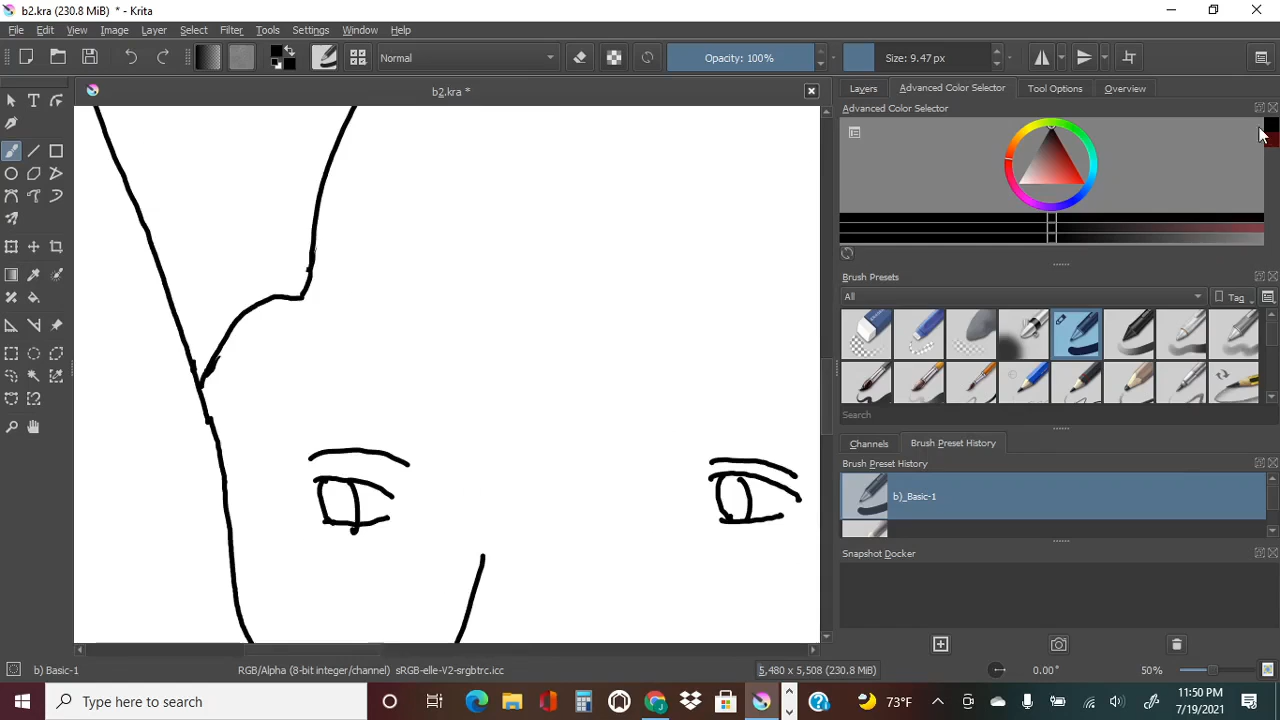 b2.kra (230.8 MiB) * - Krita
File Edit View Image Layer Select Filter Tools Settings Window Help
Normal Opacity: 100% Size: 9.47 px
b2.kra *
Layers Advanced Color Selector Tool Options Overview
Advanced Color Selector
Brush Presets
All Tag
Search
Channels Brush Preset History
Brush Preset History
b)_Basic-1
Snapshot Docker
b) Basic-1 RGB/Alpha (8-bit integer/channel) sRGB-elle-V2-srgbtrc.icc 5,480 x 5,508 (230.8 MiB) 0.00° 50%
Type here to search 73°F 11:50 PM
7/19/2021